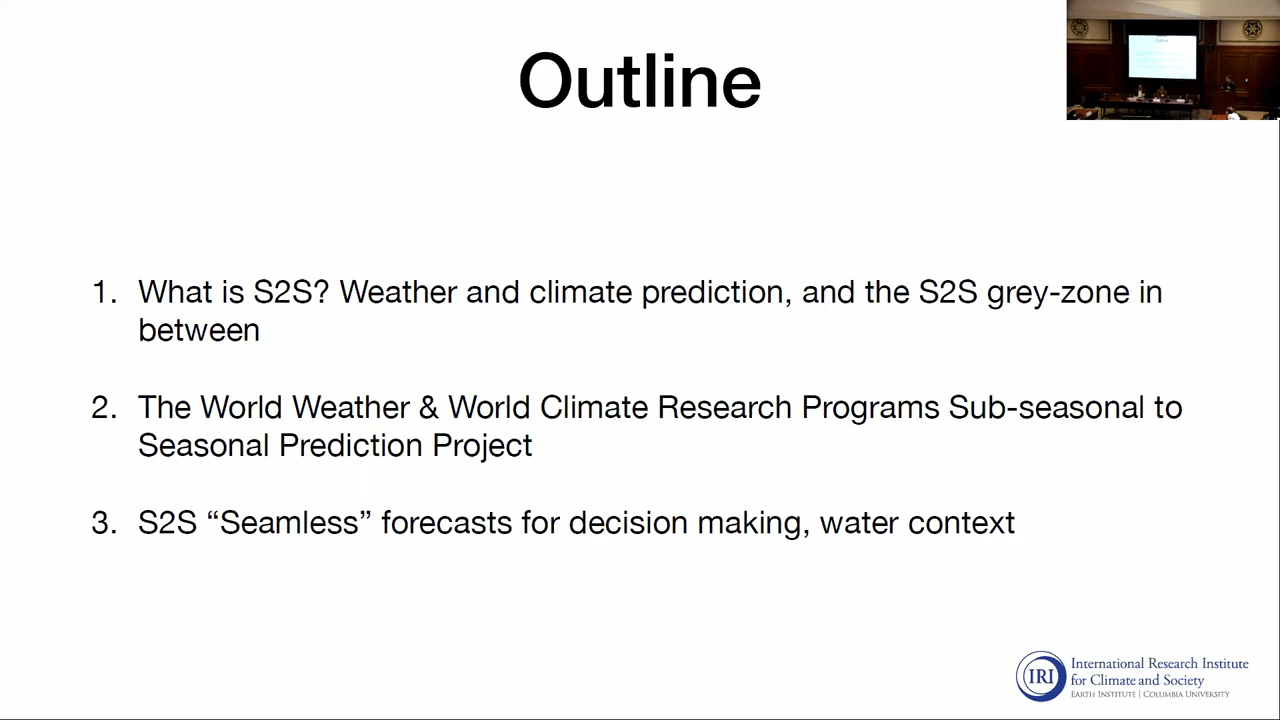 Outline
1. What is S2S? Weather and climate prediction, and the S2S grey-zone in
between
2. The World Weather & World Climate Research Programs Sub-seasonal to
Seasonal Prediction Project
3. S2S “Seamless” forecasts for decision making, water context
IRI
International Research Institute
for Climate and Society
EARTH INSTITUTE | COLUMBIA UNIVERSITY